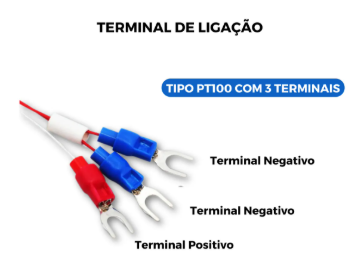 TERMINAL DE LIGAÇÃO
TIPO PT100 COM 3 TERMINAIS
Terminal Negativo
Terminal Negativo
Terminal Positivo